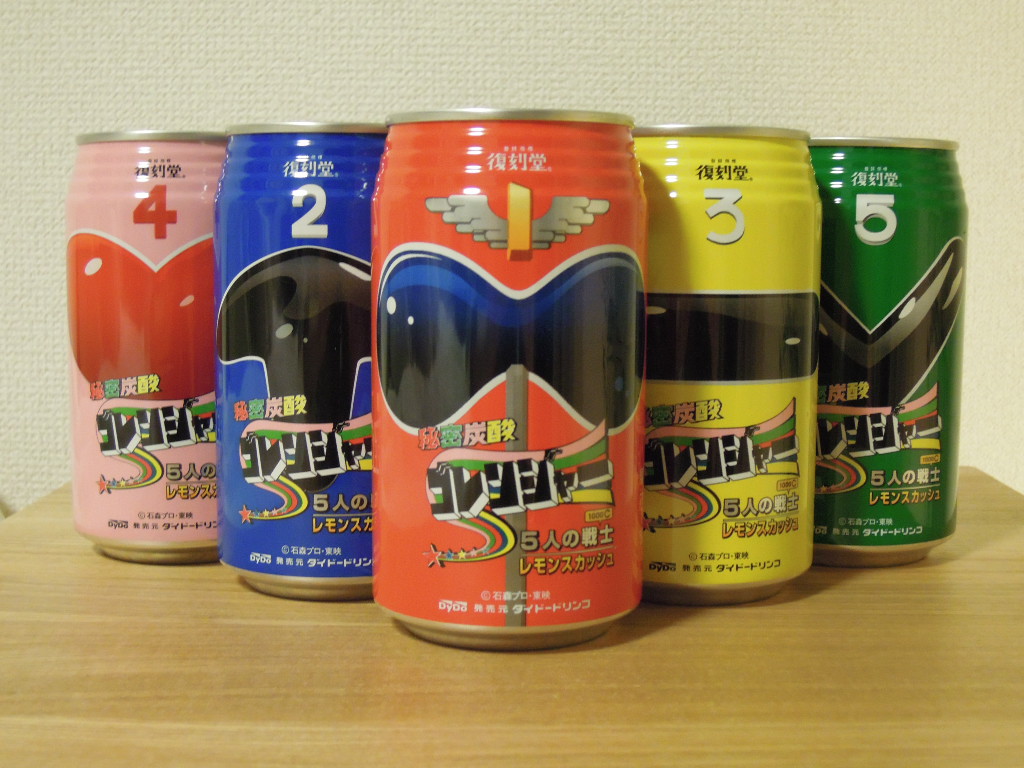 復刻堂
4
秘密炭酸
ゴレンジャー
5人の
レモンスカ
©石森プロ・東映
DyDo 発売元 ダイドードリン
復刻堂
2
秘密炭酸
ゴレンジャー
5人の
レモンスカ
©石森プロ・東映
DyDo 発売元 ダイドー
復刻堂
1
秘密炭酸
ゴレンジャー
5人の戦士
レモンスカッシュ
©石森プロ・東映
DyDo 発売元 ダイドードリンコ
復刻堂
3
密炭酸
ゴレンジャー
5人の戦士
レモンスカッシュ
©石森プロ・東映
DyDo 発売元 ダイドードリンコ
復刻堂
5
炭酸
レンジャー
5人の戦士
レモンスカッシュ
©石森プロ・東映
発売元 ダイドードリンコ